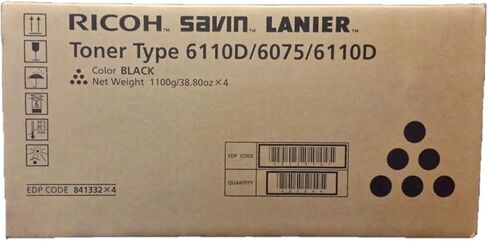 RICOH SAVIN LANIER
Toner Type 6110D/6075/6110D
Color BLACK
Net Weight 1100g/38.80oz×4
EDP CODE
QUANTITY
EDP CODE 841332×4